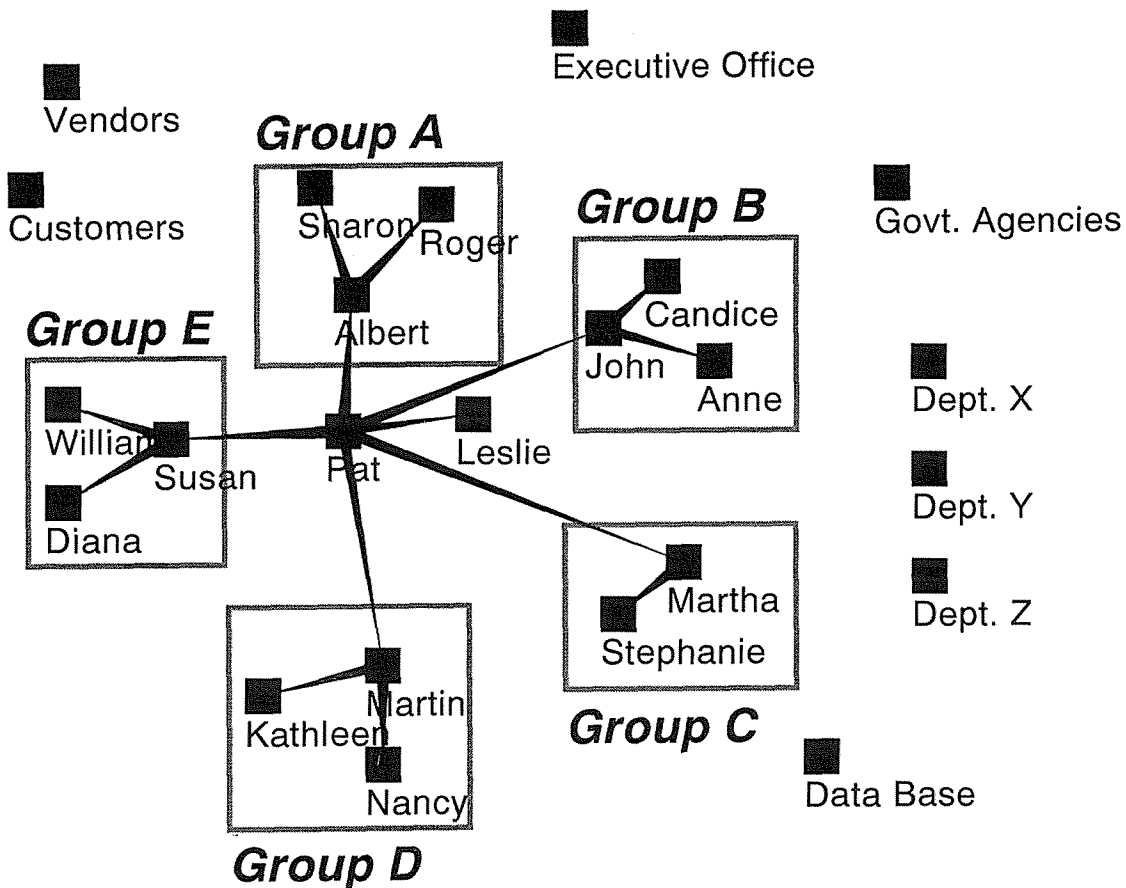 Executive Office
Vendors
Group A
Customers
Sharon
Roger
Group B
Govt. Agencies
Albert
Candice
Group E
John
Anne
Dept. X
William
Susan
Pat
Leslie
Diana
Dept. Y
Martha
Dept. Z
Stephanie
Martin
Kathleen
Group C
Nancy
Data Base
Group D